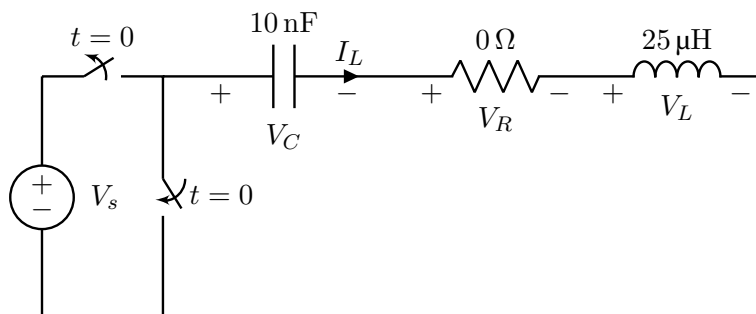 10 nF 0 Ω 25 μH
t = 0 I_L
+ − + − + −
V_C V_R V_L
+
− V_s t = 0